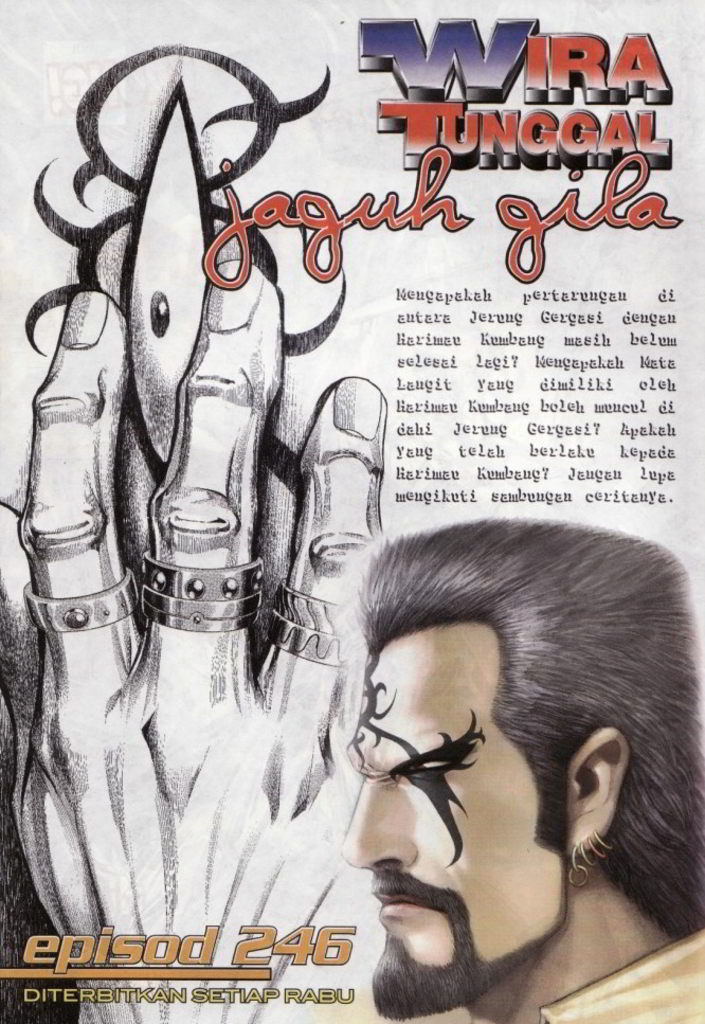 WIRA
TUNGGAL
jaguh gila
Mengapakah pertarungan di
antara Jerung Gergasi dengan
Harimau Kumbang masih belum
selesai lagi? Mengapakah Mata
Langit yang dimiliki oleh
Harimau Kumbang boleh muncul di
dahi Jerung Gergasi? Apakah
yang telah berlaku kepada
Harimau Kumbang? Jangan lupa
mengikuti sambungan ceritanya.
episod 246
DITERBITKAN SETIAP RABU